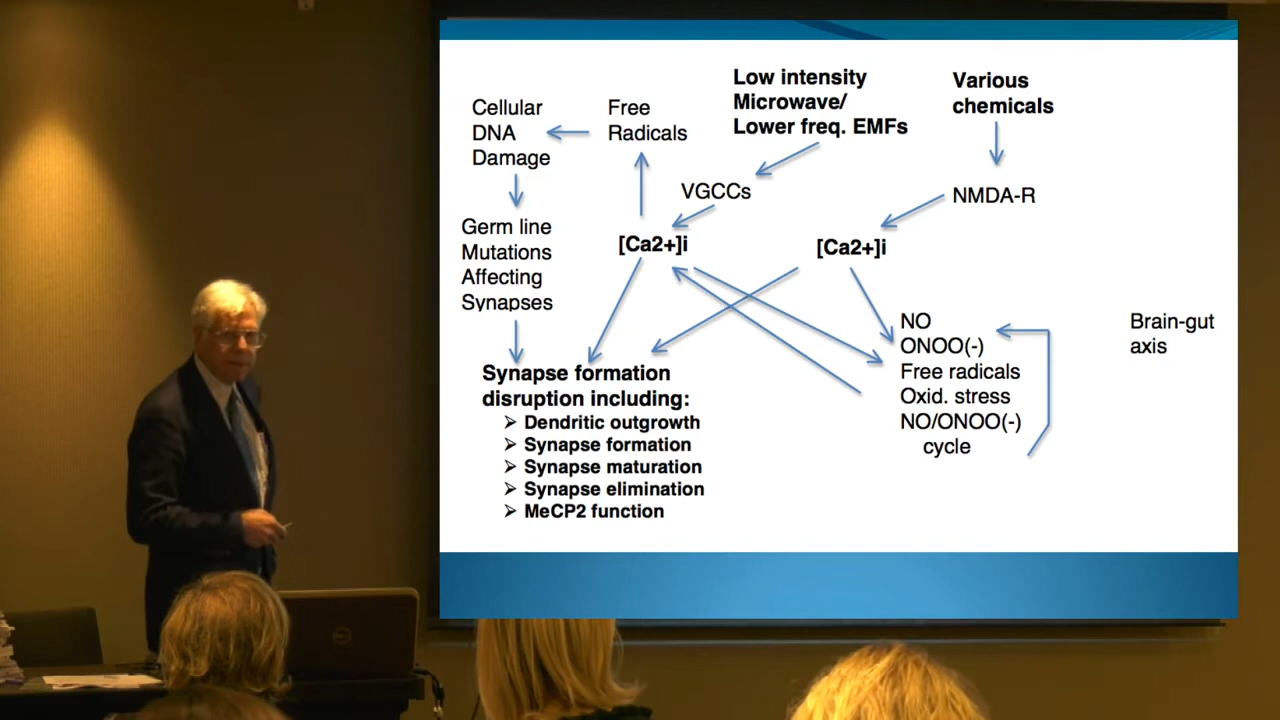 Cellular
DNA
Damage
Free
Radicals
Low intensity
Microwave/
Lower freq. EMFs
Various
chemicals
VGCCs
NMDA-R
Germ line
Mutations
Affecting
Synapses
[Ca2+]i
[Ca2+]i
NO
ONOO(-)
Free radicals
Oxid. stress
NO/ONOO(-)
cycle
Brain-gut
axis
Synapse formation
disruption including:
➢ Dendritic outgrowth
➢ Synapse formation
➢ Synapse maturation
➢ Synapse elimination
➢ MeCP2 function